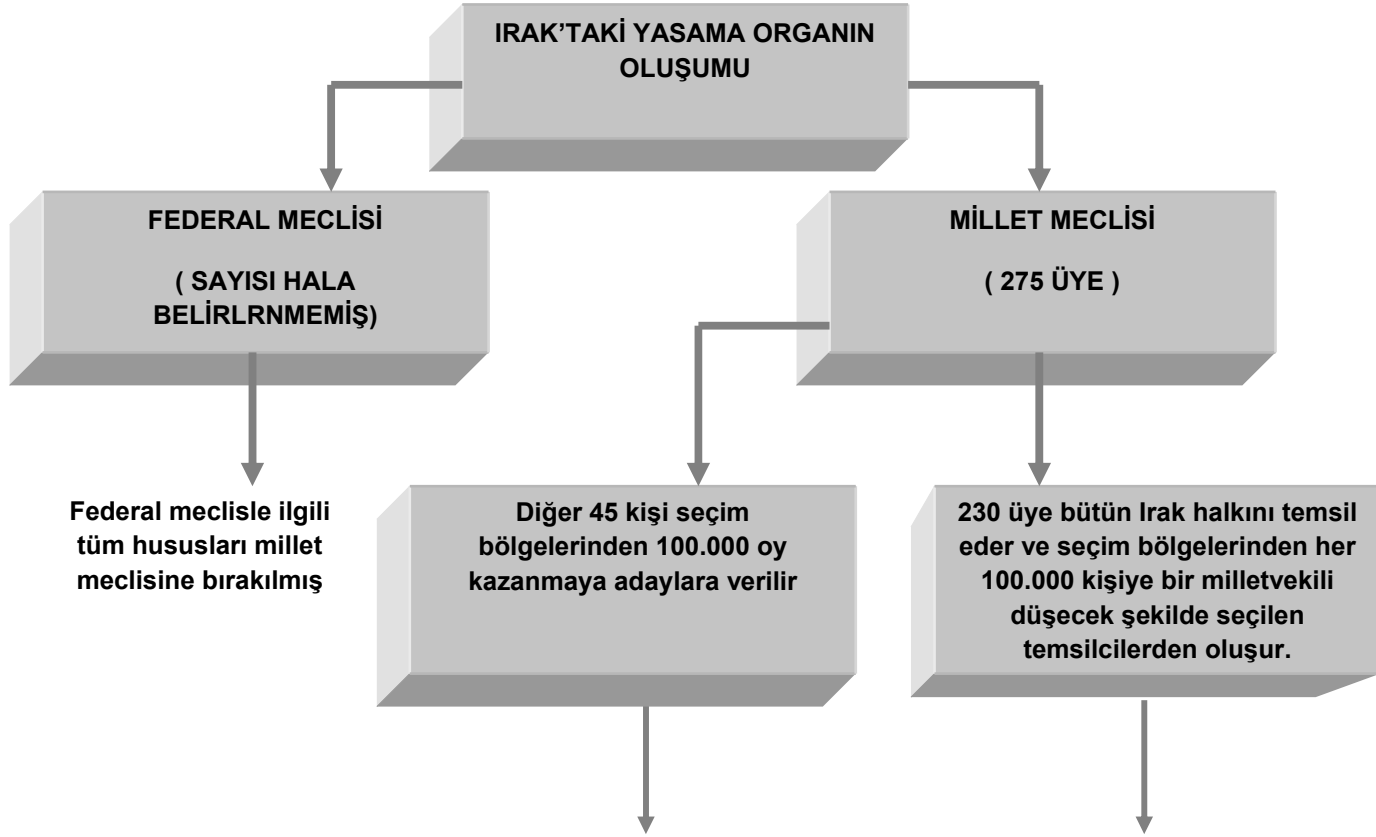 IRAK’TAKİ YASAMA ORGANIN
OLUŞUMU
FEDERAL MECLİSİ
( SAYISI HALA
BELİRLRNMEMİŞ)
MİLLET MECLİSİ
( 275 ÜYE )
Federal meclisle ilgili
tüm hususları millet
meclisine bırakılmış
Diğer 45 kişi seçim
bölgelerinden 100.000 oy
kazanmaya adaylara verilir
230 üye bütün Irak halkını temsil
eder ve seçim bölgelerinden her
100.000 kişiye bir milletvekili
düşecek şekilde seçilen
temsilcilerden oluşur.